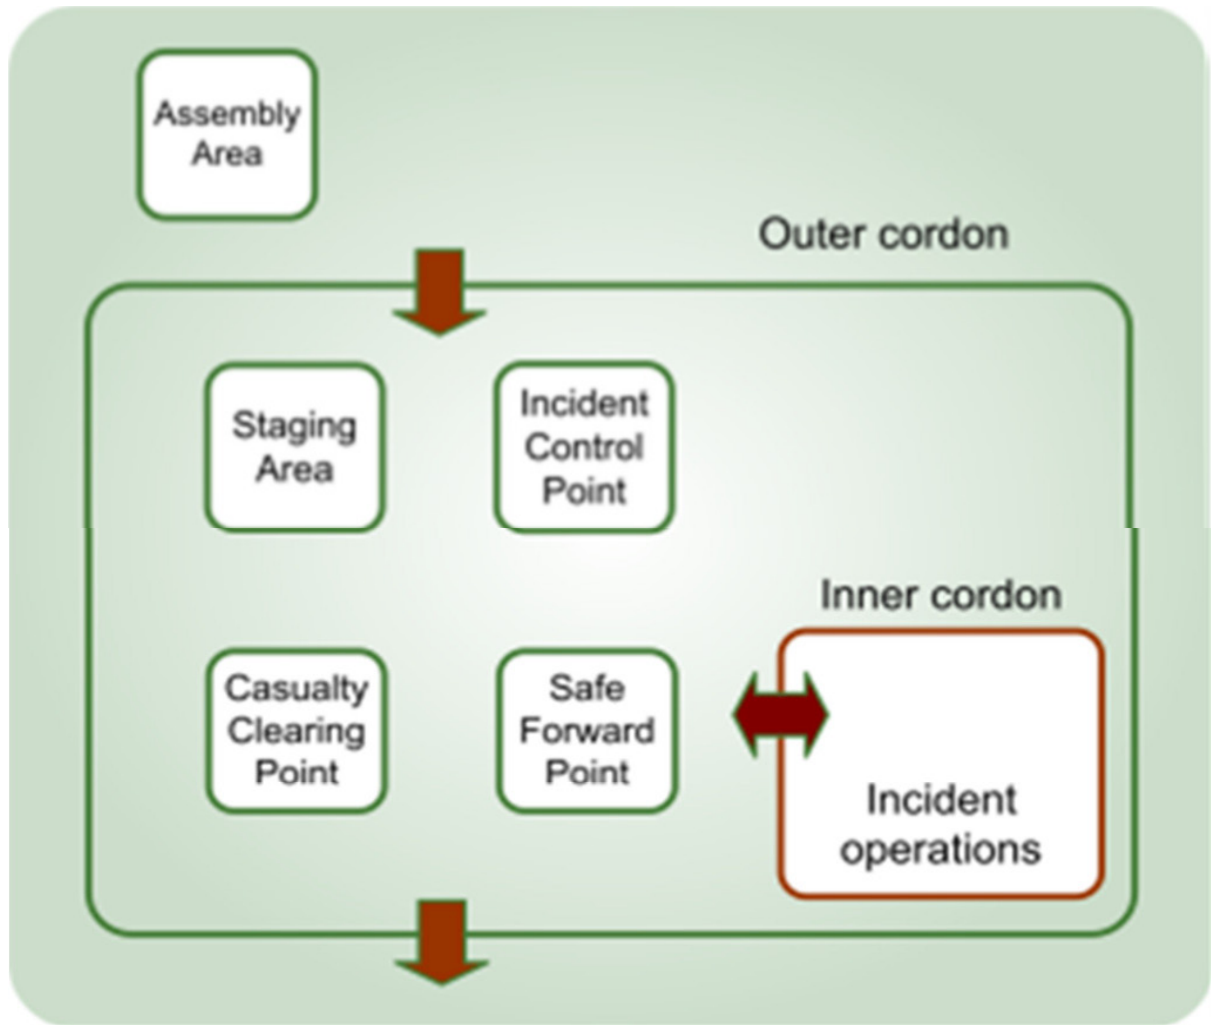 Assembly
Area
Outer cordon
Staging
Area
Incident
Control
Point
Inner cordon
Casualty
Clearing
Point
Safe
Forward
Point
Incident
operations